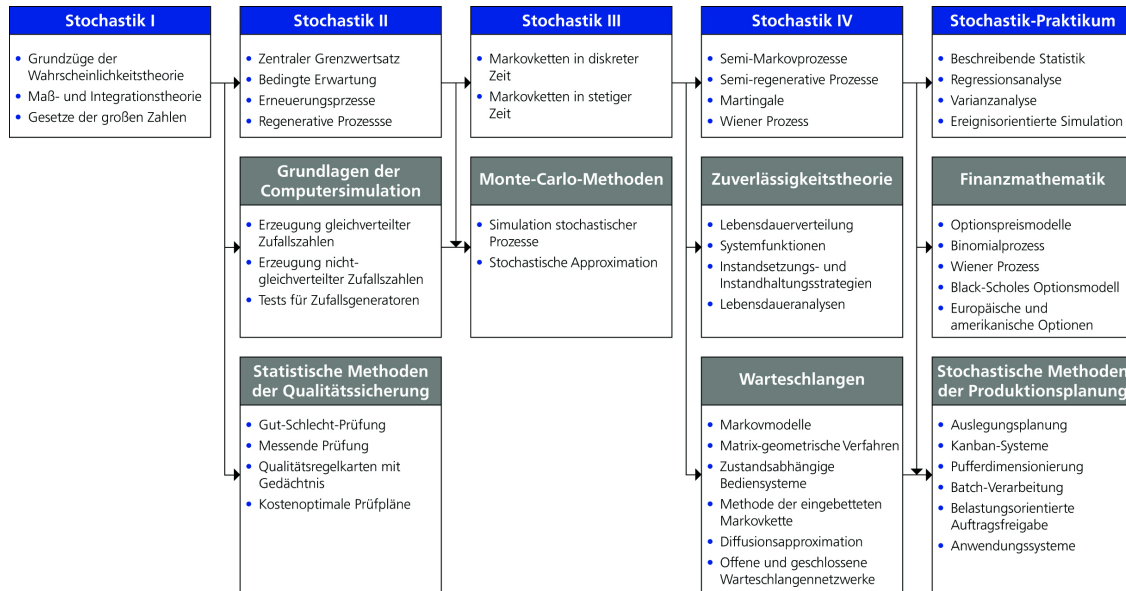 Stochastik I
• Grundzüge der
Wahrscheinlichkeitstheorie
• Maß- und Integrationstheorie
• Gesetze der großen Zahlen
Stochastik II
• Zentraler Grenzwertsatz
• Bedingte Erwartung
• Erneuerungsprzesse
• Regenerative Prozessse
Stochastik III
• Markovketten in diskreter
Zeit
• Markovketten in stetiger
Zeit
Stochastik IV
• Semi-Markovprozesse
• Semi-regenerative Prozesse
• Martingale
• Wiener Prozess
Stochastik-Praktikum
• Beschreibende Statistik
• Regressionsanalyse
• Varianzanalyse
• Ereignisorientierte Simulation
Grundlagen der
Computersimulation
• Erzeugung gleichverteilter
Zufallszahlen
• Erzeugung nicht-
gleichverteilter Zufallszahlen
• Tests für Zufallsgeneratoren
Monte-Carlo-Methoden
• Simulation stochastischer
Prozesse
• Stochastische Approximation
Zuverlässigkeitstheorie
• Lebensdauerverteilung
• Systemfunktionen
• Instandsetzungs- und
Instandhaltungsstrategien
• Lebensdaueranalysen
Finanzmathematik
• Optionspreismodelle
• Binomialprozess
• Wiener Prozess
• Black-Scholes Optionsmodell
• Europäische und
amerikanische Optionen
Statistische Methoden
der Qualitätssicherung
• Gut-Schlecht-Prüfung
• Messende Prüfung
• Qualitätsregelkarten mit
Gedächtnis
• Kostenoptimale Prüfpläne
Warteschlangen
• Markovmodelle
• Matrix-geometrische Verfahren
• Zustandsabhängige
Bediensysteme
• Methode der eingebetteten
Markovkette
• Diffusionsapproximation
• Offene und geschlossene
Warteschlangennetzwerke
Stochastische Methoden
der Produktionsplanung
• Auslegungsplanung
• Kanban-Systeme
• Pufferdimensionierung
• Batch-Verarbeitung
• Belastungsorientierte
Auftragsfreigabe
• Anwendungssysteme